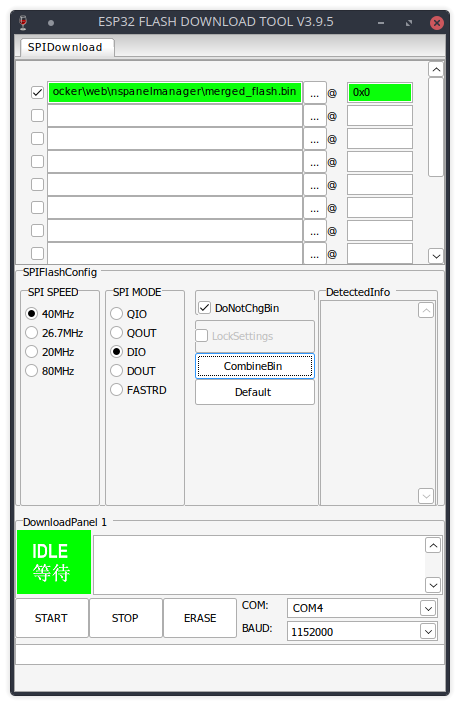 ESP32 FLASH DOWNLOAD TOOL V3.9.5
SPIDownload
ocker\web\nspanelmanager\merged_flash.bin ... @ 0x0
... @
... @
... @
... @
... @
... @
... @
SPIFlashConfig
SPI SPEED
40MHz
26.7MHz
20MHz
80MHz
SPI MODE
QIO
QOUT
DIO
DOUT
FASTRD
DoNotChgBin
LockSettings
CombineBin
Default
DetectedInfo
DownloadPanel 1
IDLE
等待
START STOP ERASE
COM: COM4
BAUD: 1152000